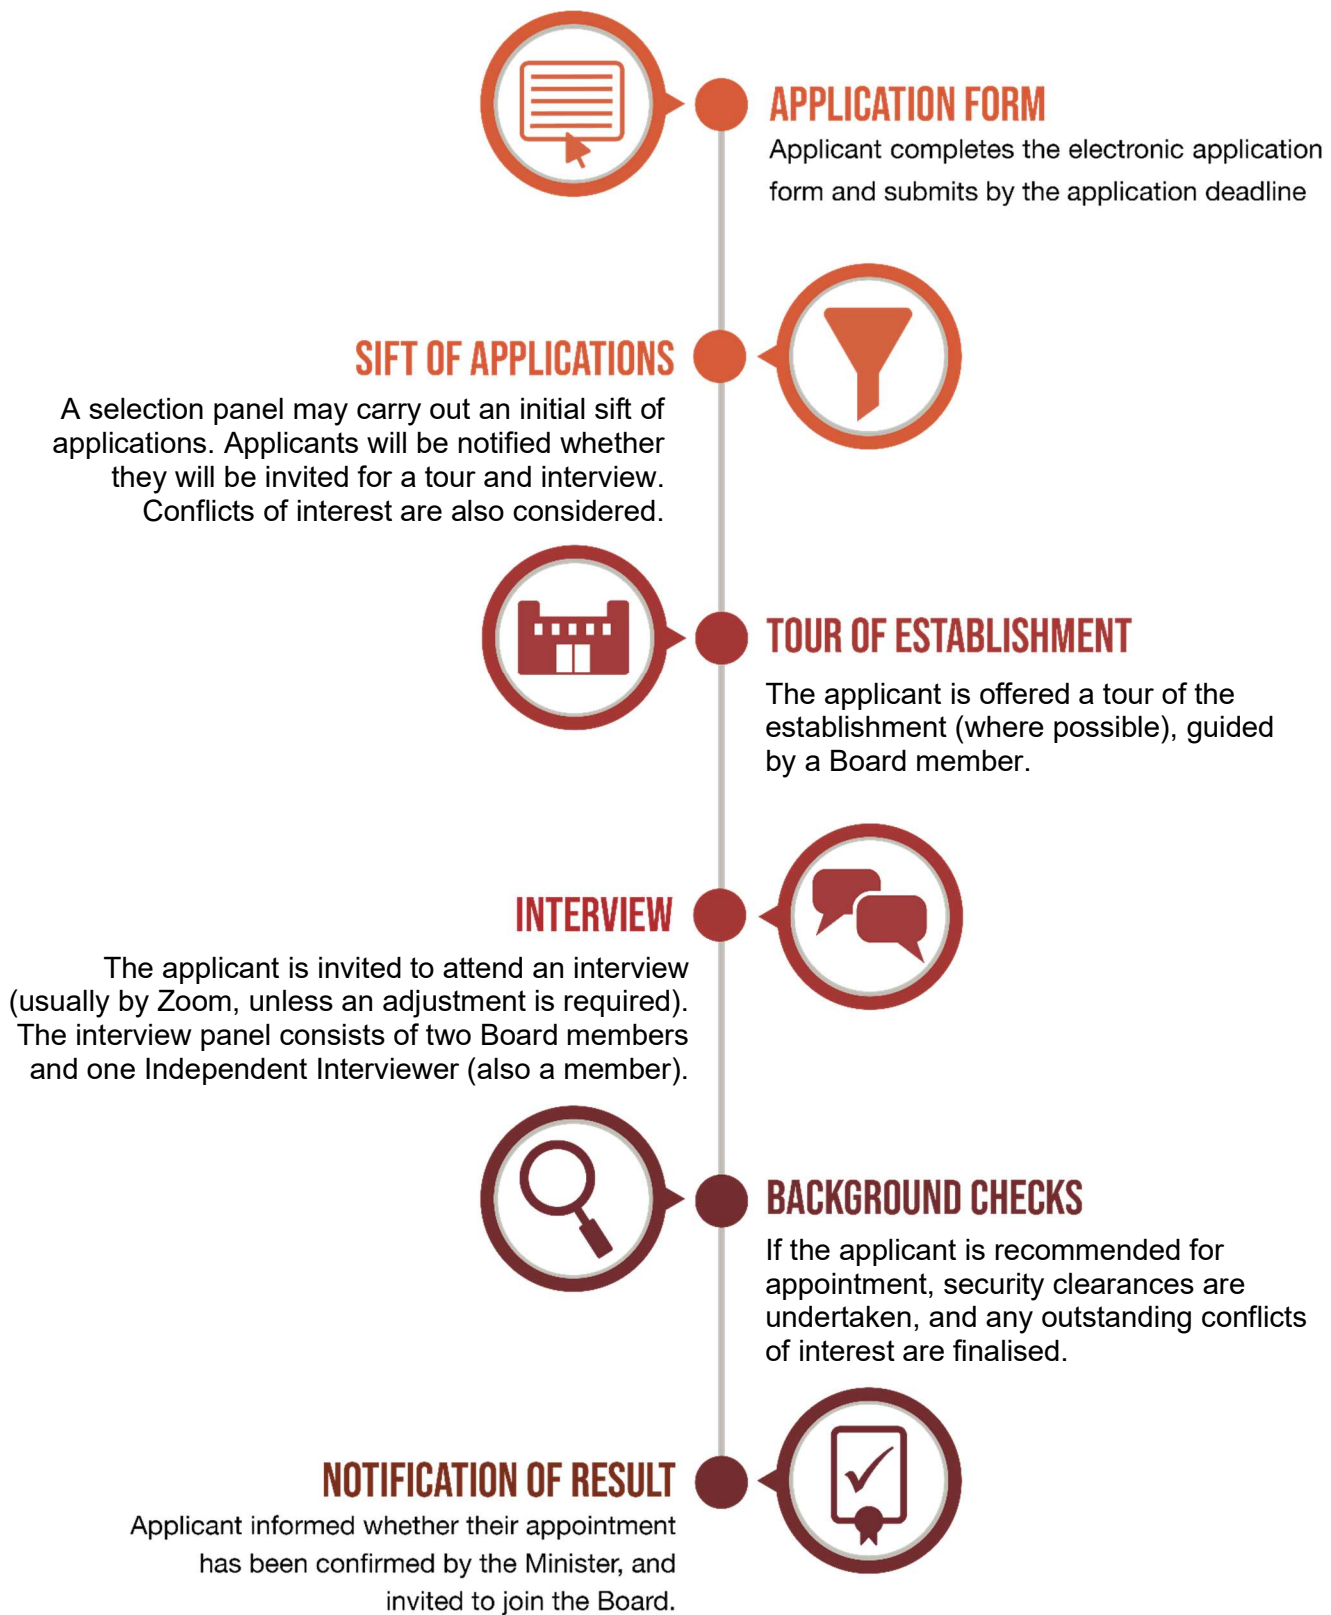 APPLICATION FORM
Applicant completes the electronic application
form and submits by the application deadline
SIFT OF APPLICATIONS
A selection panel may carry out an initial sift of
applications. Applicants will be notified whether
they will be invited for a tour and interview.
Conflicts of interest are also considered.
TOUR OF ESTABLISHMENT
The applicant is offered a tour of the
establishment (where possible), guided
by a Board member.
INTERVIEW
The applicant is invited to attend an interview
(usually by Zoom, unless an adjustment is required).
The interview panel consists of two Board members
and one Independent Interviewer (also a member).
BACKGROUND CHECKS
If the applicant is recommended for
appointment, security clearances are
undertaken, and any outstanding conflicts
of interest are finalised.
NOTIFICATION OF RESULT
Applicant informed whether their appointment
has been confirmed by the Minister, and
invited to join the Board.